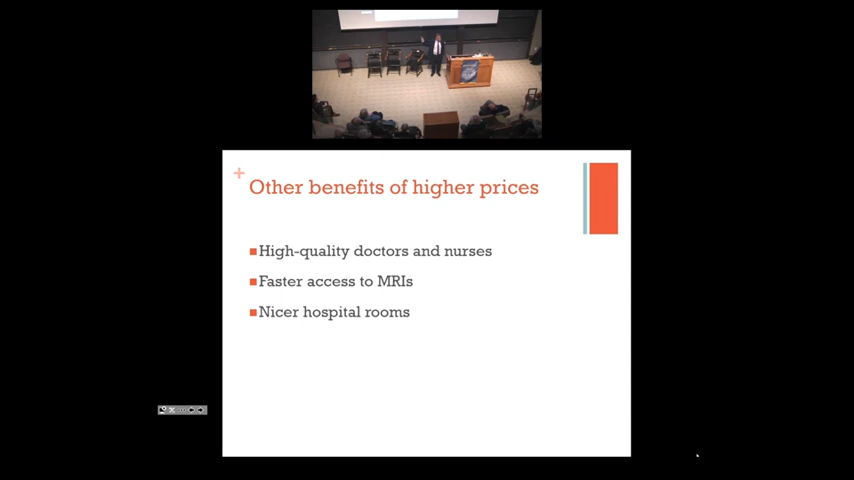 +
Other benefits of higher prices
High-quality doctors and nurses
Faster access to MRIs
Nicer hospital rooms